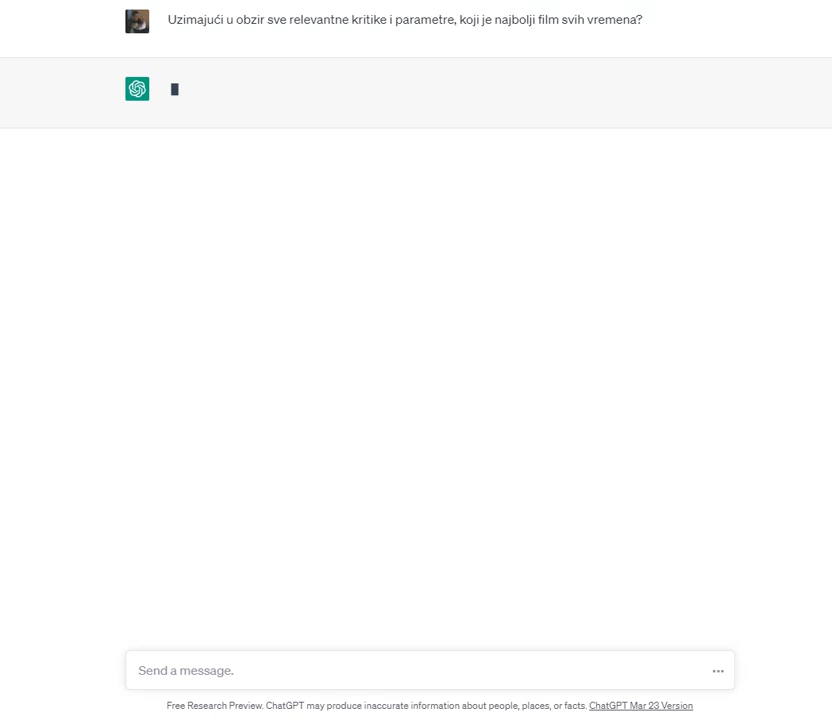 Uzimajući u obzir sve relevantne kritike i parametre, koji je najbolji film svih vremena?
Send a message.
Free Research Preview. ChatGPT may produce inaccurate information about people, places, or facts. ChatGPT Mar 23 Version